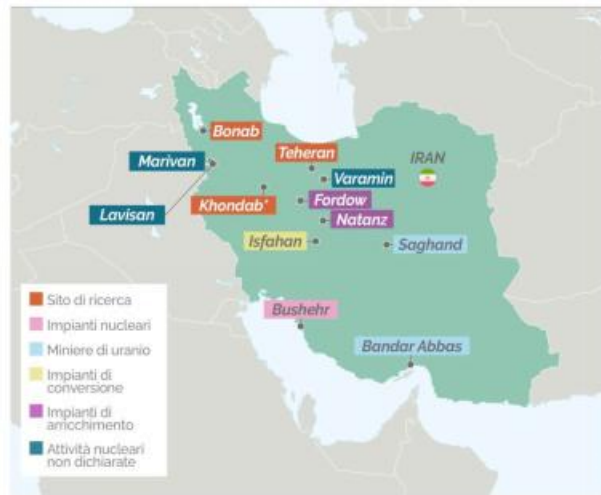 Bonab
Marivan
Teheran
IRAN
Varamin
Lavisan
Khondab*
Fordow
Natanz
Isfahan
Saghand
Bushehr
Bandar Abbas
Sito di ricerca
Impianti nucleari
Miniere di uranio
Impianti di
conversione
Impianti di
arricchimento
Attività nucleari
non dichiarate